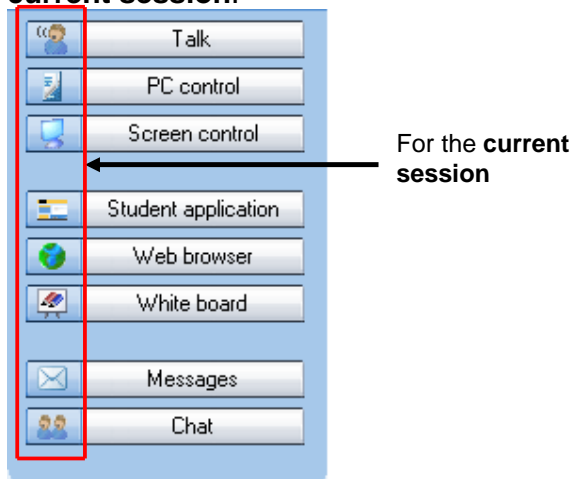 current session.
Talk
PC control
Screen control
For the current
session
Student application
Web browser
White board
Messages
Chat